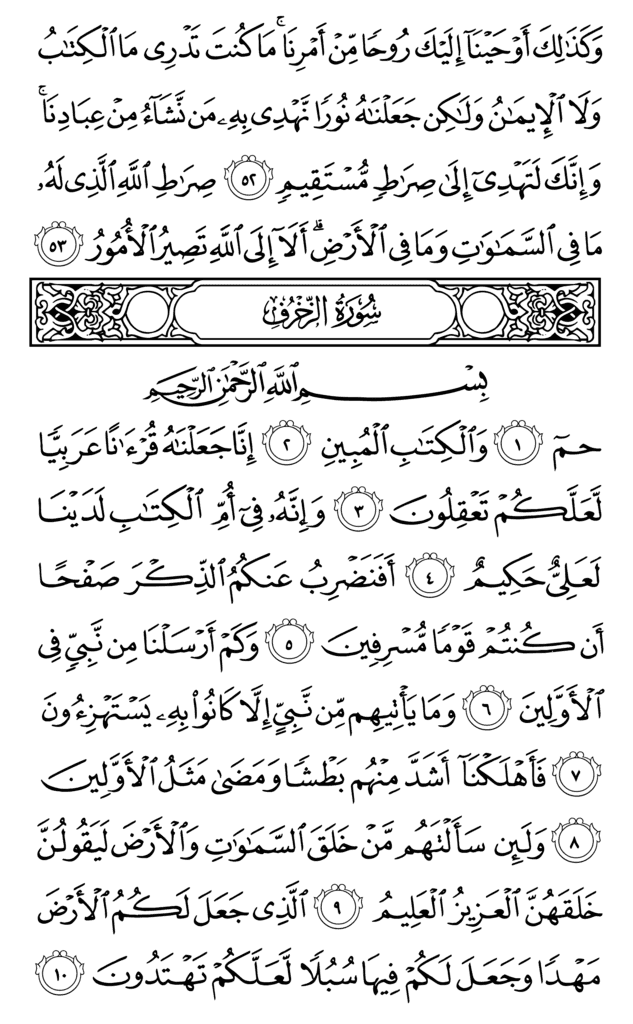 وَكَذَٰلِكَ أَوْحَيْنَآ إِلَيْكَ رُوحًا مِّنْ أَمْرِنَا ۚ مَا كُنتَ تَدْرِى مَا ٱلْكِتَٰبُ
وَلَا ٱلْإِيمَٰنُ وَلَٰكِن جَعَلْنَٰهُ نُورًا نَّهْدِى بِهِۦ مَن نَّشَآءُ مِنْ عِبَادِنَا ۚ
وَإِنَّكَ لَتَهْدِىٓ إِلَىٰ صِرَٰطٍ مُّسْتَقِيمٍ ٥٢ صِرَٰطِ ٱللَّهِ ٱلَّذِى لَهُۥ
مَا فِى ٱلسَّمَٰوَٰتِ وَمَا فِى ٱلْأَرْضِ ۗ أَلَآ إِلَى ٱللَّهِ تَصِيرُ ٱلْأُمُورُ ٥٣
سُورَةُ الزُّخْرُفِ
بِسْمِ ٱللَّهِ ٱلرَّحْمَٰنِ ٱلرَّحِيمِ
حمٓ ١ وَٱلْكِتَٰبِ ٱلْمُبِينِ ٢ إِنَّا جَعَلْنَٰهُ قُرْءَٰنًا عَرَبِيًّا
لَّعَلَّكُمْ تَعْقِلُونَ ٣ وَإِنَّهُۥ فِىٓ أُمِّ ٱلْكِتَٰبِ لَدَيْنَا
لَعَلِىٌّ حَكِيمٌ ٤ أَفَنَضْرِبُ عَنكُمُ ٱلذِّكْرَ صَفْحًا
أَن كُنتُمْ قَوْمًا مُّسْرِفِينَ ٥ وَكَمْ أَرْسَلْنَا مِن نَّبِىٍّ فِى
ٱلْأَوَّلِينَ ٦ وَمَا يَأْتِيهِم مِّن نَّبِىٍّ إِلَّا كَانُوا۟ بِهِۦ يَسْتَهْزِءُونَ
٧ فَأَهْلَكْنَآ أَشَدَّ مِنْهُم بَطْشًا وَمَضَىٰ مَثَلُ ٱلْأَوَّلِينَ
٨ وَلَئِن سَأَلْتَهُم مَّنْ خَلَقَ ٱلسَّمَٰوَٰتِ وَٱلْأَرْضَ لَيَقُولُنَّ
خَلَقَهُنَّ ٱلْعَزِيزُ ٱلْعَلِيمُ ٩ ٱلَّذِى جَعَلَ لَكُمُ ٱلْأَرْضَ
مَهْدًا وَجَعَلَ لَكُمْ فِيهَا سُبُلًا لَّعَلَّكُمْ تَهْتَدُونَ ١٠